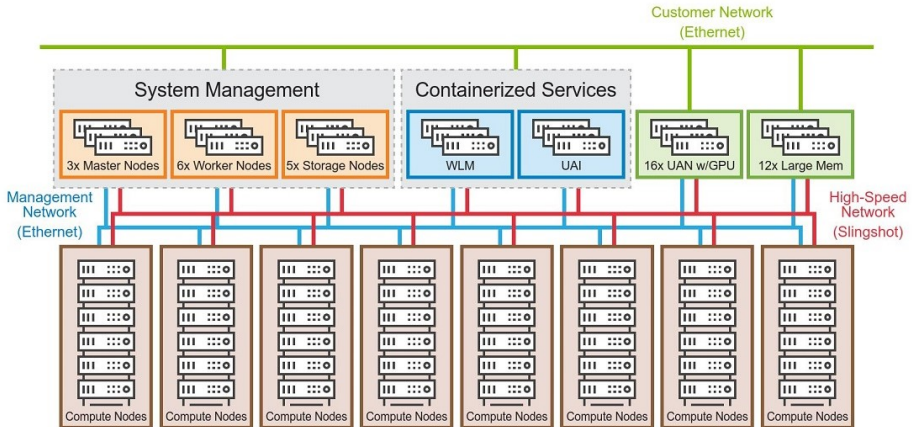 Customer Network
(Ethernet)
System Management
Containerized Services
3x Master Nodes
6x Worker Nodes
5x Storage Nodes
WLM
UAI
16x UAN w/GPU
12x Large Mem
Management
Network
(Ethernet)
High-Speed
Network
(Slingshot)
Compute Nodes
Compute Nodes
Compute Nodes
Compute Nodes
Compute Nodes
Compute Nodes
Compute Nodes
Compute Nodes